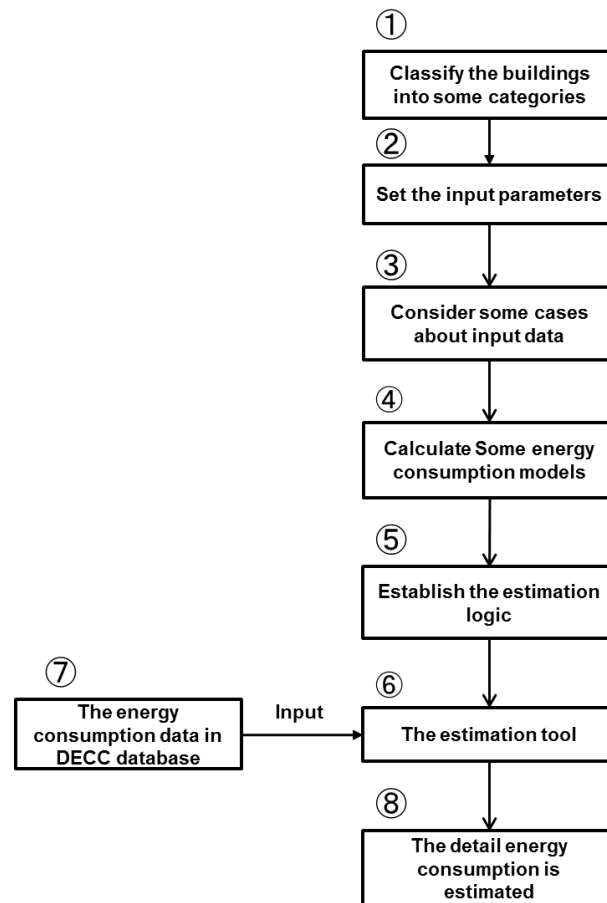 ①
Classify the buildings
into some categories
②
Set the input parameters
③
Consider some cases
about input data
④
Calculate Some energy
consumption models
⑤
Establish the estimation
logic
⑦
The energy
consumption data in
DECC database
Input
⑥
The estimation tool
⑧
The detail energy
consumption is
estimated